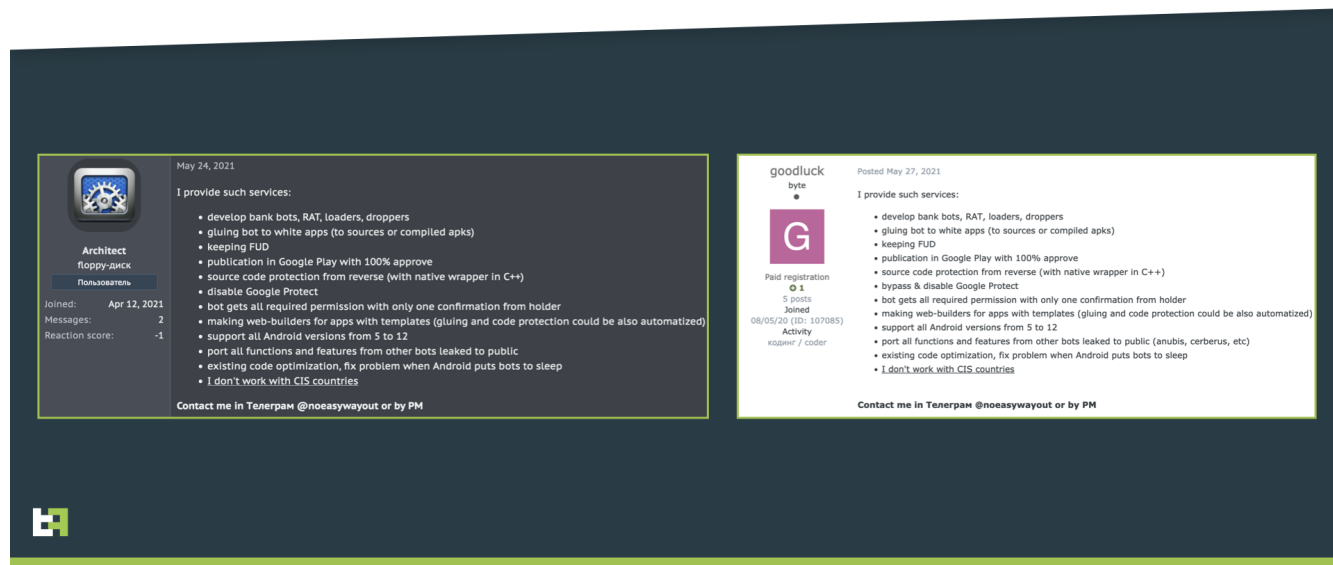 May 24, 2021
I provide such services:
• develop bank bots, RAT, loaders, droppers
• gluing bot to white apps (to sources or compiled apks)
• keeping FUD
• publication in Google Play with 100% approve
• source code protection from reverse (with native wrapper in C++)
• disable Google Protect
• bot gets all required permission with only one confirmation from holder
• making web-builders for apps with templates (gluing and code protection could be also automatized)
• support all Android versions from 5 to 12
• port all functions and features from other bots leaked to public
• existing code optimization, fix problem when Android puts bots to sleep
• I don't work with CIS countries
Contact me in Телеграм @noeasywayout or by PM
Architect
floppy-диск
Пользователь
Joined: Apr 12, 2021
Messages: 2
Reaction score: -1
goodluck
byte
G
Paid registration
1
5 posts
Joined
08/05/20 (ID: 107085)
Activity
кодинг / coder
Posted May 27, 2021
I provide such services:
• develop bank bots, RAT, loaders, droppers
• gluing bot to white apps (to sources or compiled apks)
• keeping FUD
• publication in Google Play with 100% approve
• source code protection from reverse (with native wrapper in C++)
• bypass & disable Google Protect
• bot gets all required permission with only one confirmation from holder
• making web-builders for apps with templates (gluing and code protection could be also automatized)
• support all Android versions from 5 to 12
• port all functions and features from other bots leaked to public (anubis, cerberus, etc)
• existing code optimization, fix problem when Android puts bots to sleep
• I don't work with CIS countries
Contact me in Телеграм @noeasywayout or by PM